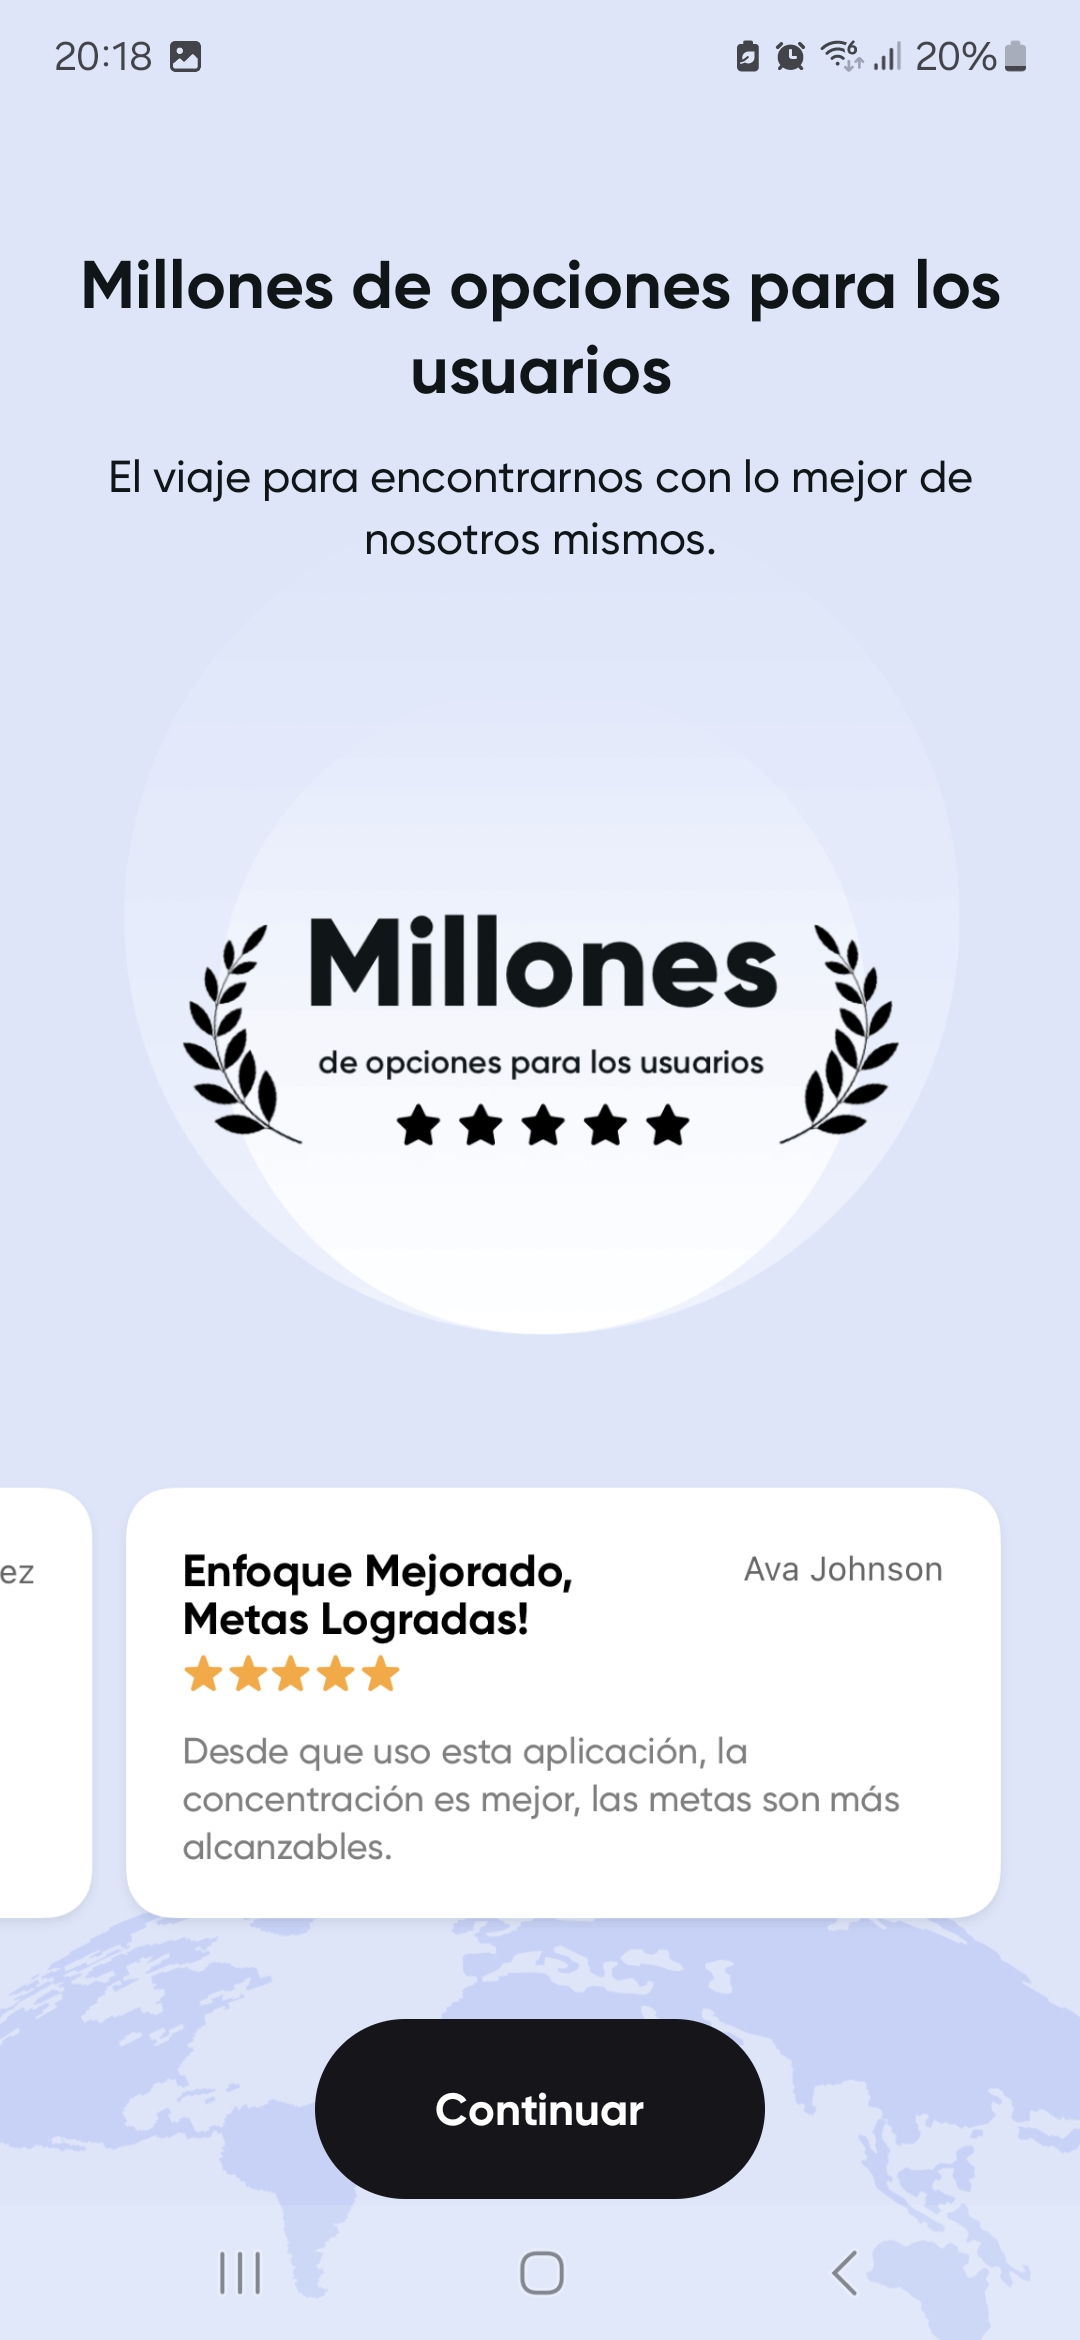 20:18
20%
Millones de opciones para los
usuarios
El viaje para encontrarnos con lo mejor de
nosotros mismos.
Millones
de opciones para los usuarios
ez
Enfoque Mejorado,
Metas Logradas!
Ava Johnson
Desde que uso esta aplicación, la
concentración es mejor, las metas son más
alcanzables.
Continuar